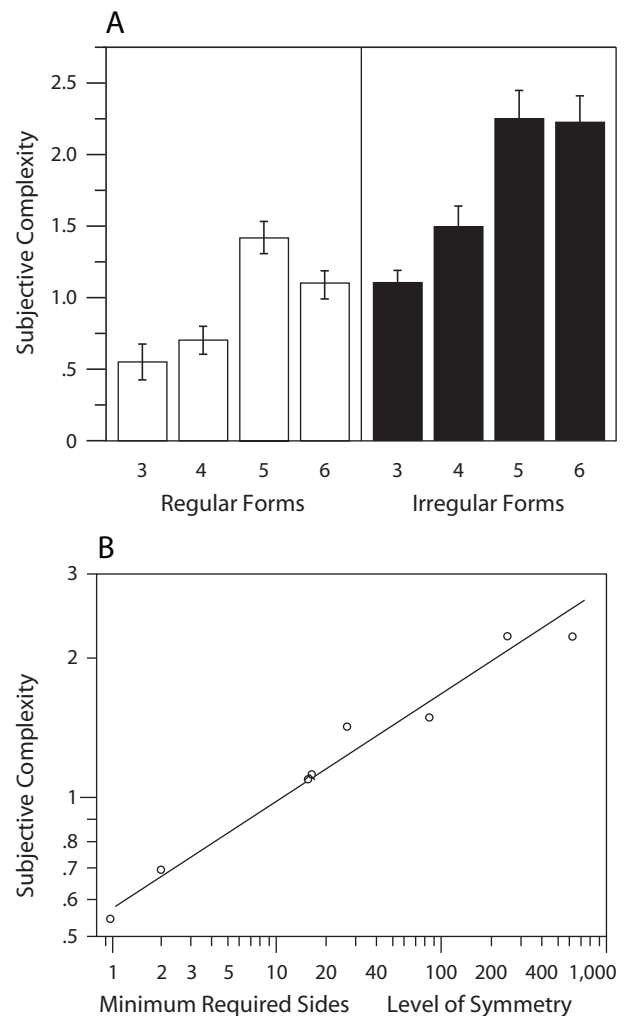 A
Subjective Complexity
2.5
2.0
1.5
1.0
.5
0
3 4 5 6 3 4 5 6
Regular Forms Irregular Forms
B
Subjective Complexity
3
2
1
.8
.7
.6
.5
1 2 3 5 10 20 40 100 200 400 1,000
Minimum Required Sides Level of Symmetry